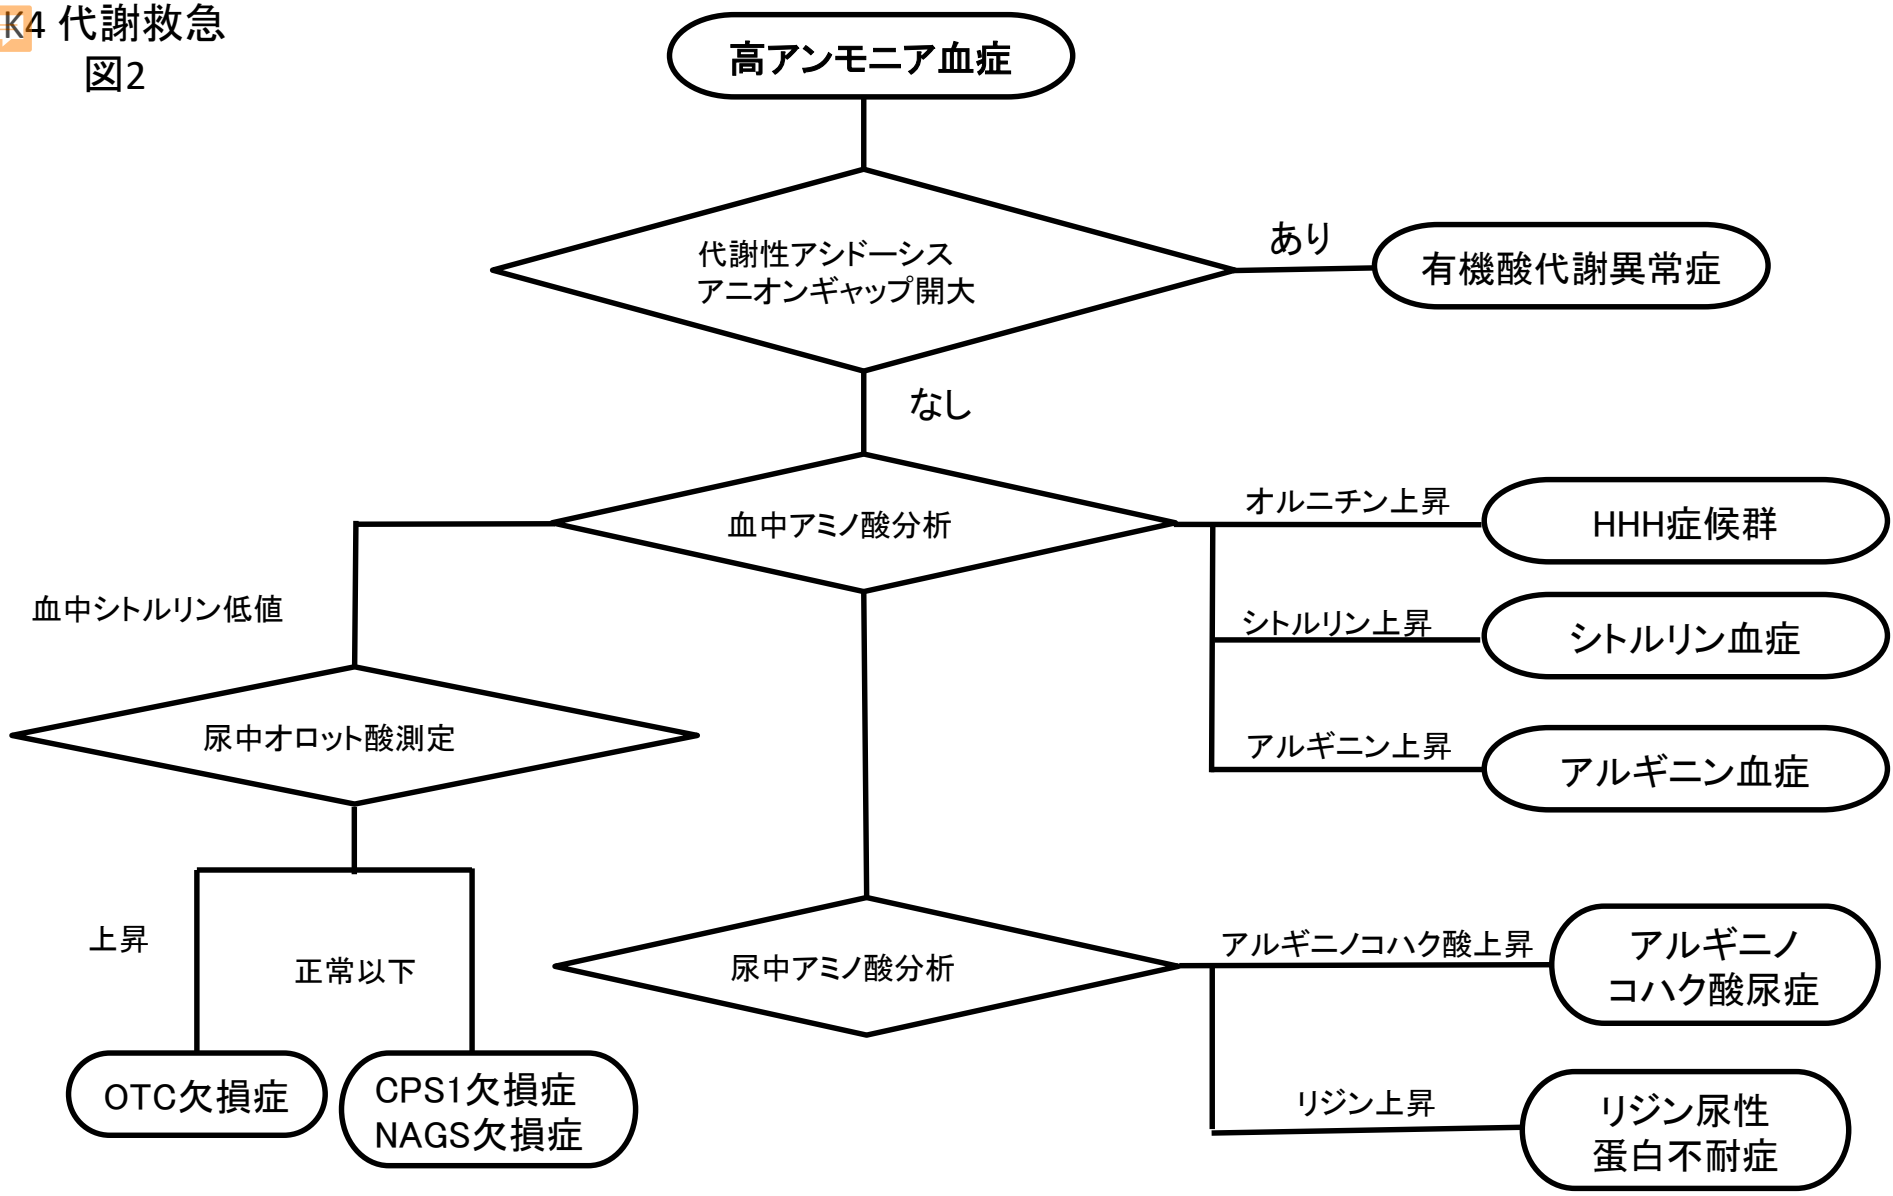 K4 代謝救急
図2
高アンモニア血症
代謝性アシドーシス
アニオンギャップ開大
あり
有機酸代謝異常症
なし
血中アミノ酸分析
オルニチン上昇
HHH症候群
シトルリン上昇
シトルリン血症
アルギニン上昇
アルギニン血症
血中シトルリン低値
尿中オロット酸測定
上昇
正常以下
OTC欠損症
CPS1欠損症
NAGS欠損症
尿中アミノ酸分析
アルギニノコハク酸上昇
アルギニノ
コハク酸尿症
リジン上昇
リジン尿性
蛋白不耐症